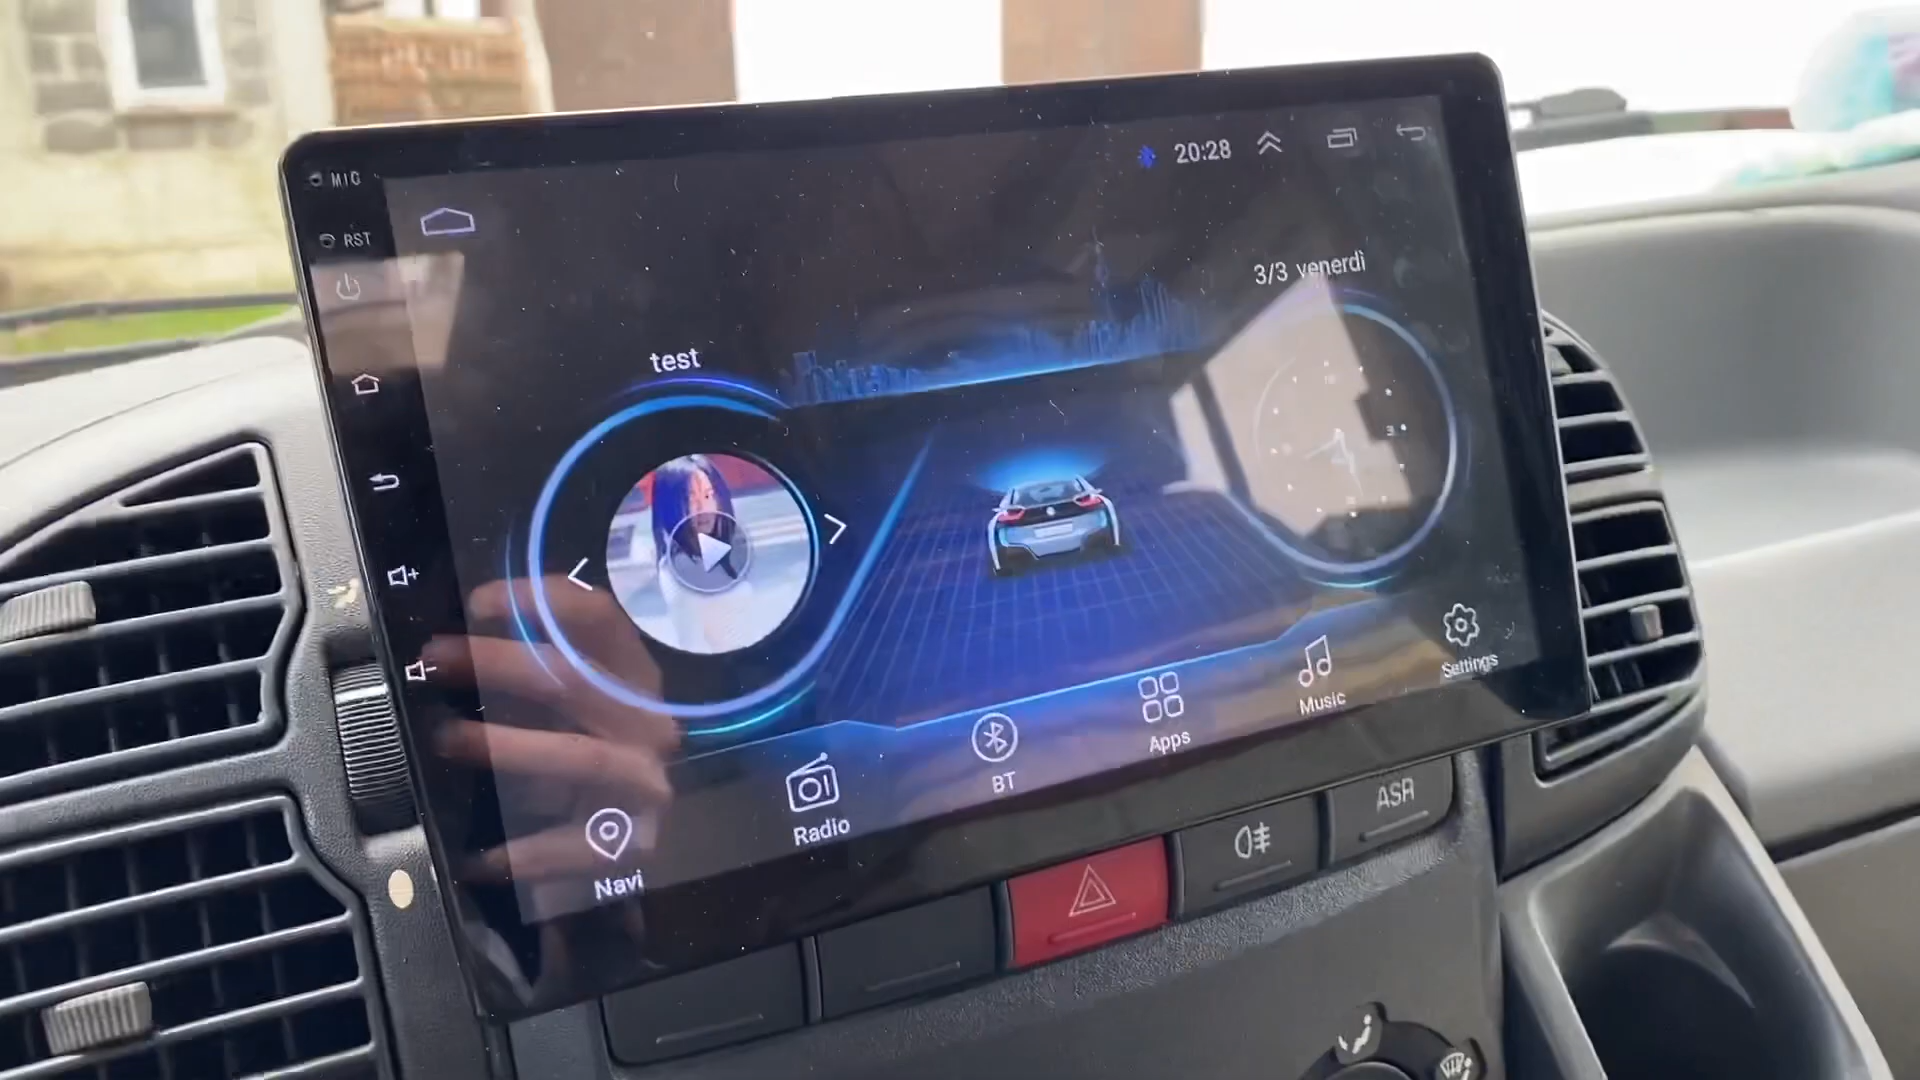 MIC
RST
20:28
3/3 venerdì
test
Navi
Radio
BT
Apps
Music
Settings
ASR